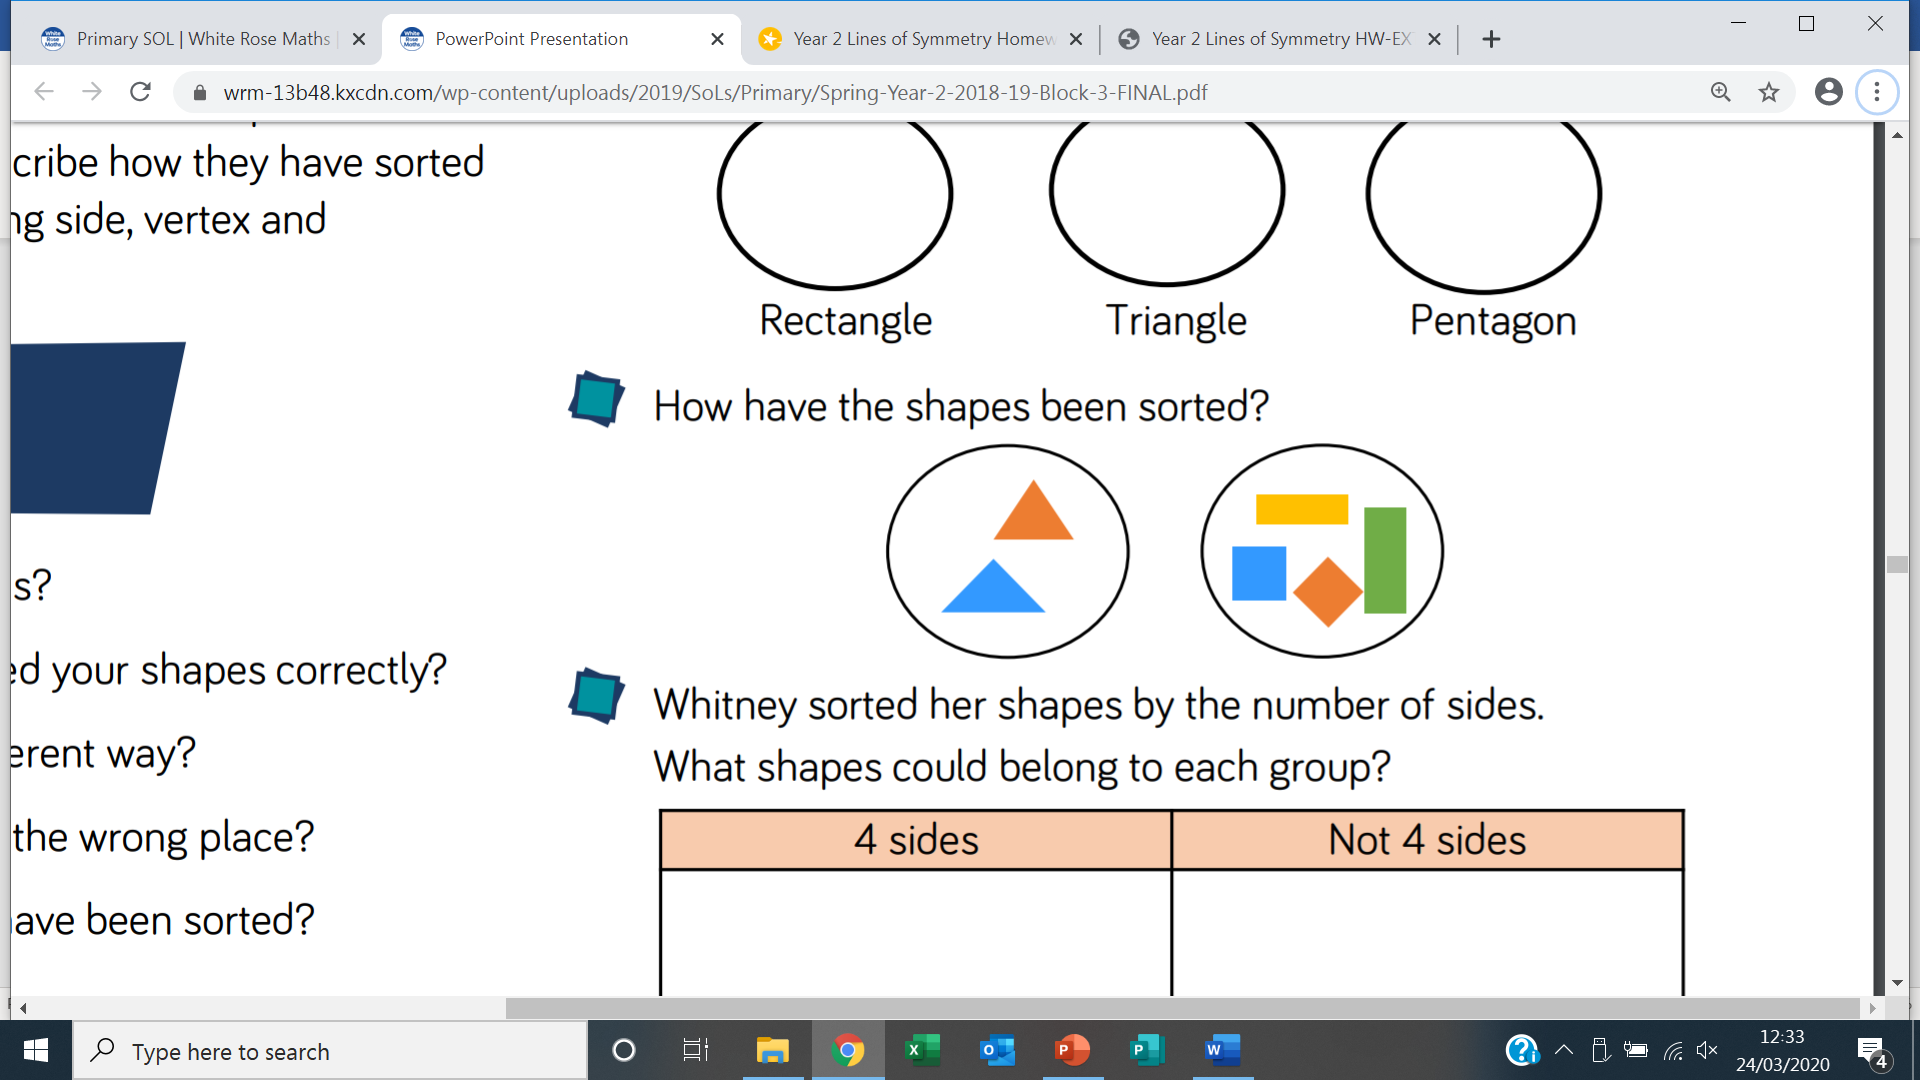 Primary SOL | White Rose Maths |
PowerPoint Presentation
Year 2 Lines of Symmetry Homew
Year 2 Lines of Symmetry HW-EX
wrm-13b48.kxcdn.com/wp-content/uploads/2019/SoLs/Primary/Spring-Year-2-2018-19-Block-3-FINAL.pdf
cribe how they have sorted
ng side, vertex and
s?
ed your shapes correctly?
erent way?
the wrong place?
ave been sorted?
Rectangle
Triangle
Pentagon
How have the shapes been sorted?
Whitney sorted her shapes by the number of sides.
What shapes could belong to each group?
4 sides
Not 4 sides
Type here to search
12:33
24/03/2020
4